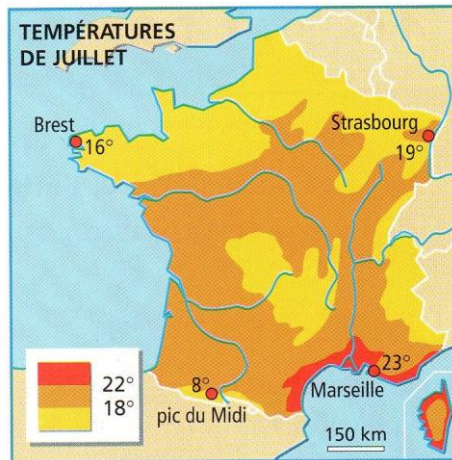 TEMPÉRATURES
DE JUILLET
Brest
16°
Strasbourg
19°
22°
18°
8°
pic du Midi
23°
Marseille
150 km